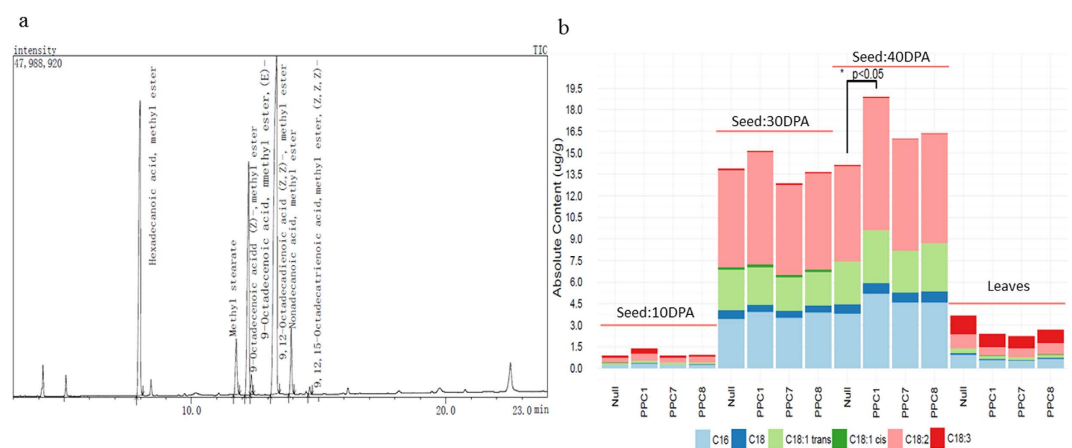 a
intensity
TIC
47,988,920
Hexadecanoic acid, methyl ester
Methyl stearate
9-Octadecenoic acidd (Z)-, methyl ester
9-Octadecenoic acid, mmethyl ester, (E)-
9,12-Octadecadienoic acid (Z,Z)-, methyl ester
Nonadecanoic acid, methyl ester
9,12,15-Octadecatrienoic acid, methyl ester, (Z,Z,Z)-
10.0
20.0
23.0 min
b
Seed:40DPA
* p<0.05
Seed:30DPA
Seed:10DPA
Leaves
Absolute Content (ug/g)
19.5
18.0
16.5
15.0
13.5
12.0
10.5
9.0
7.5
6.0
4.5
3.0
1.5
0.0
Null
PPC1
PPC7
PPC8
Null
PPC1
PPC7
PPC8
Null
PPC1
PPC7
PPC8
Null
PPC1
PPC7
PPC8
C16
C18
C18:1 trans
C18:1 cis
C18:2
C18:3